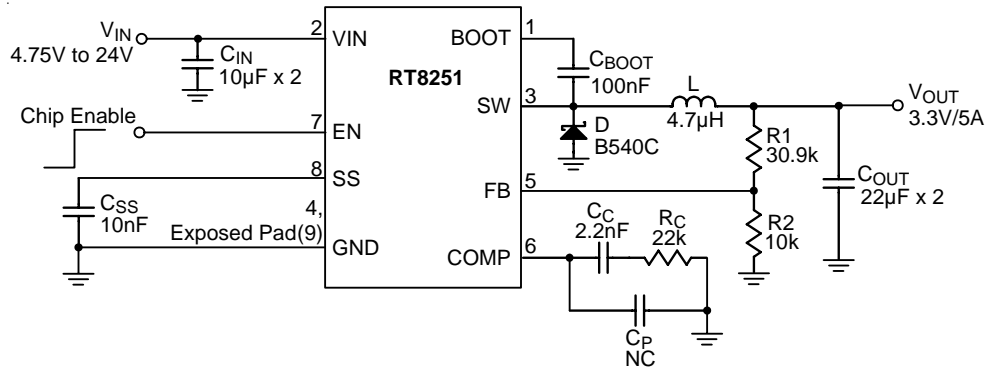 VIN
4.75V to 24V
CIN
10µF x 2
2
VIN
RT8251
BOOT
1
CBOOT
100nF
SW
3
L
4.7µH
VOUT
3.3V/5A
D
B540C
R1
30.9k
Chip Enable
7
EN
8
SS
CSS
10nF
4,
Exposed Pad(9)
GND
FB
5
COUT
22µF x 2
R2
10k
COMP
6
CC
2.2nF
RC
22k
CP
NC